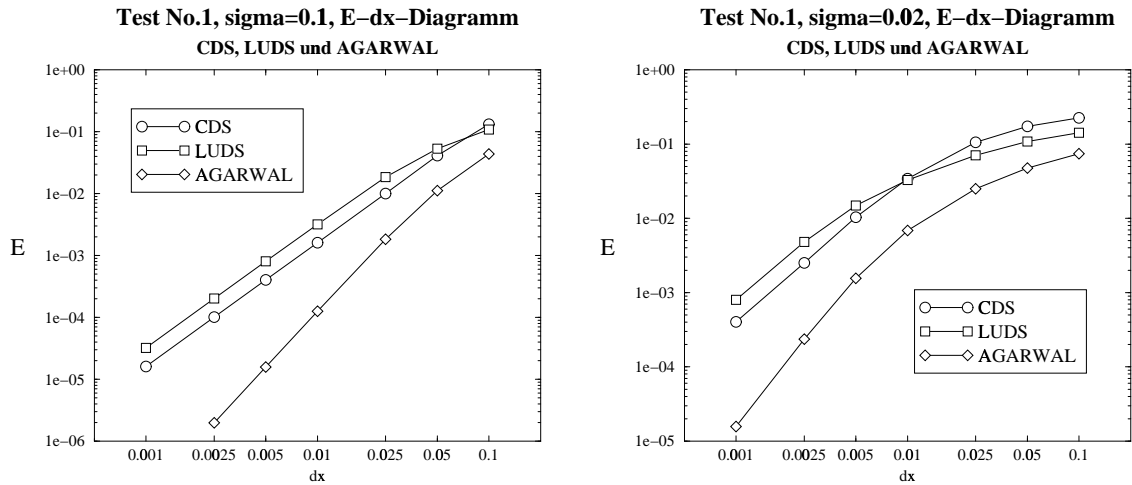 Test No.1, sigma=0.1, E−dx−Diagramm
CDS, LUDS und AGARWAL
1e+00
1e−01
1e−02
1e−03
1e−04
1e−05
1e−06
E
CDS
LUDS
AGARWAL
0.001
0.0025
0.005
0.01
0.025
0.05
0.1
dx
Test No.1, sigma=0.02, E−dx−Diagramm
CDS, LUDS und AGARWAL
1e+00
1e−01
1e−02
1e−03
1e−04
1e−05
E
CDS
LUDS
AGARWAL
0.001
0.0025
0.005
0.01
0.025
0.05
0.1
dx